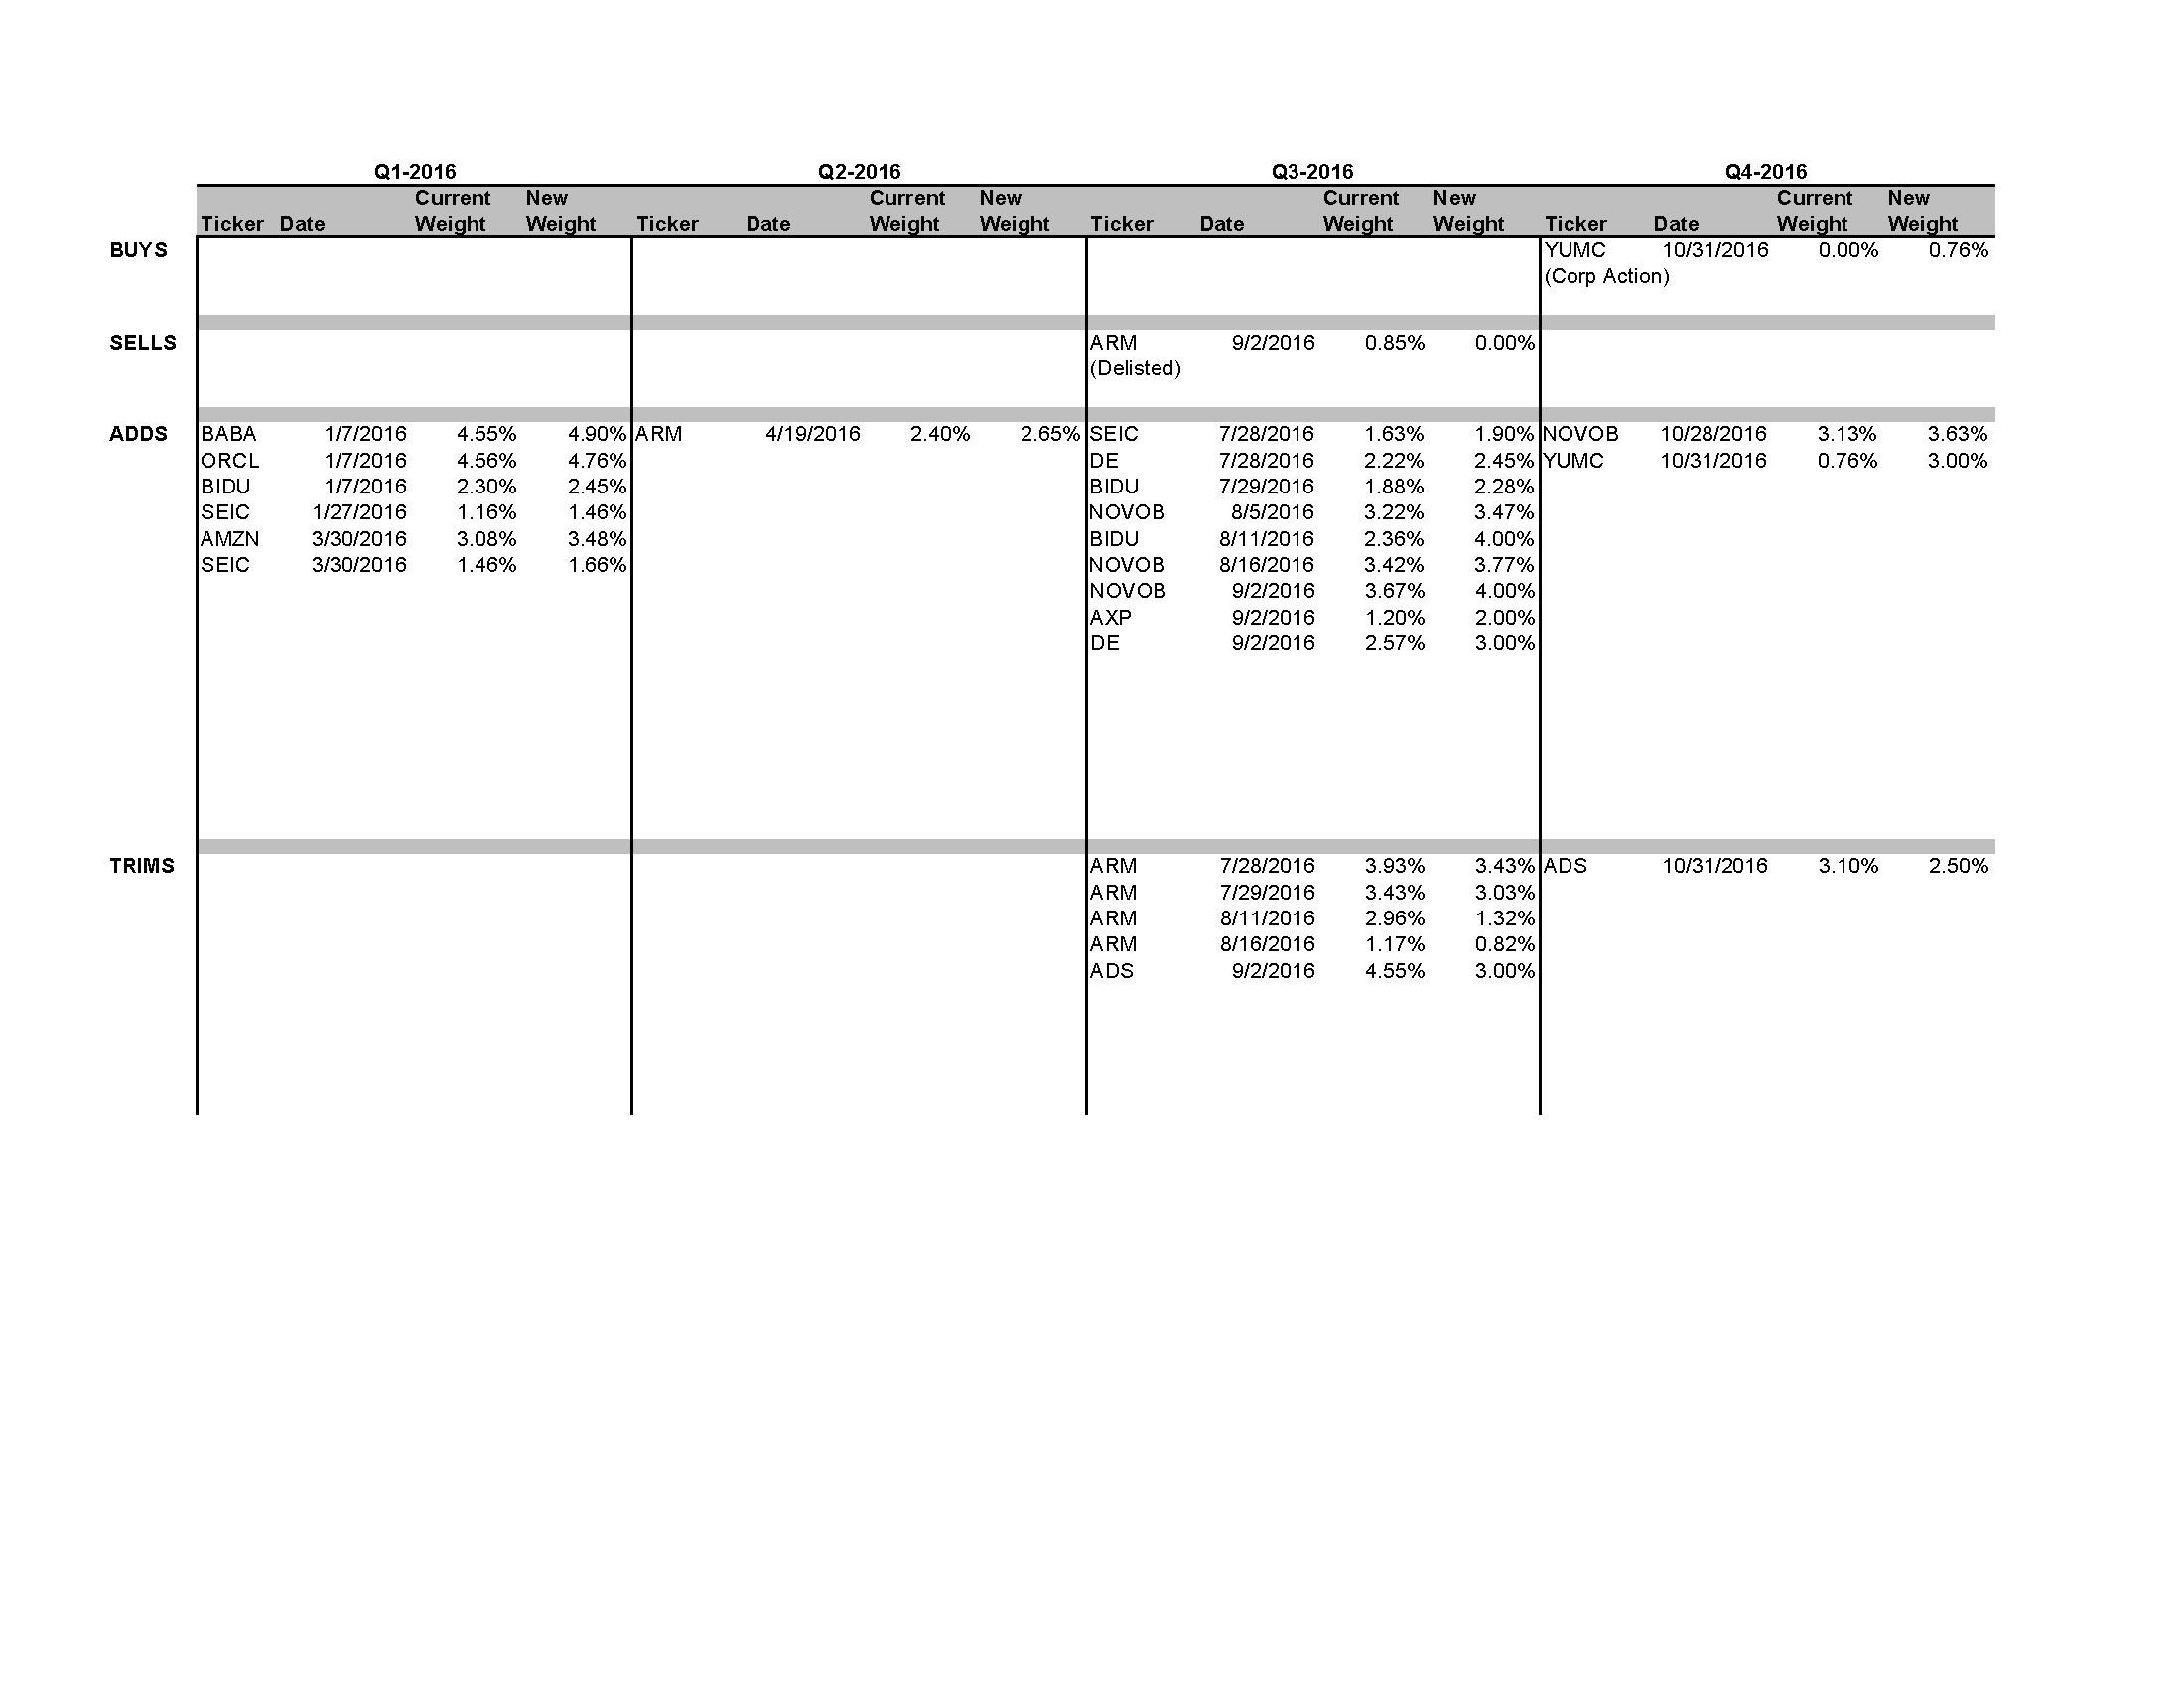 Q1-2016 Q2-2016 Q3-2016 Q4-2016
Current New Current New Current New Current New
Ticker Date Weight Weight Ticker Date Weight Weight Ticker Date Weight Weight Ticker Date Weight Weight
BUYS YUMC 10/31/2016 0.00% 0.76%
(Corp Action)
SELLS ARM 9/2/2016 0.85% 0.00%
(Delisted)
ADDS BABA 1/7/2016 4.55% 4.90% ARM 4/19/2016 2.40% 2.65% SEIC 7/28/2016 1.63% 1.90% NOVOB 10/28/2016 3.13% 3.63%
ORCL 1/7/2016 4.56% 4.76% DE 7/28/2016 2.22% 2.45% YUMC 10/31/2016 0.76% 3.00%
BIDU 1/7/2016 2.30% 2.45% BIDU 7/29/2016 1.88% 2.28%
SEIC 1/27/2016 1.16% 1.46% NOVOB 8/5/2016 3.22% 3.47%
AMZN 3/30/2016 3.08% 3.48% BIDU 8/11/2016 2.36% 4.00%
SEIC 3/30/2016 1.46% 1.66% NOVOB 8/16/2016 3.42% 3.77%
NOVOB 9/2/2016 3.67% 4.00%
AXP 9/2/2016 1.20% 2.00%
DE 9/2/2016 2.57% 3.00%
TRIMS ARM 7/28/2016 3.93% 3.43% ADS 10/31/2016 3.10% 2.50%
ARM 7/29/2016 3.43% 3.03%
ARM 8/11/2016 2.96% 1.32%
ARM 8/16/2016 1.17% 0.82%
ADS 9/2/2016 4.55% 3.00%